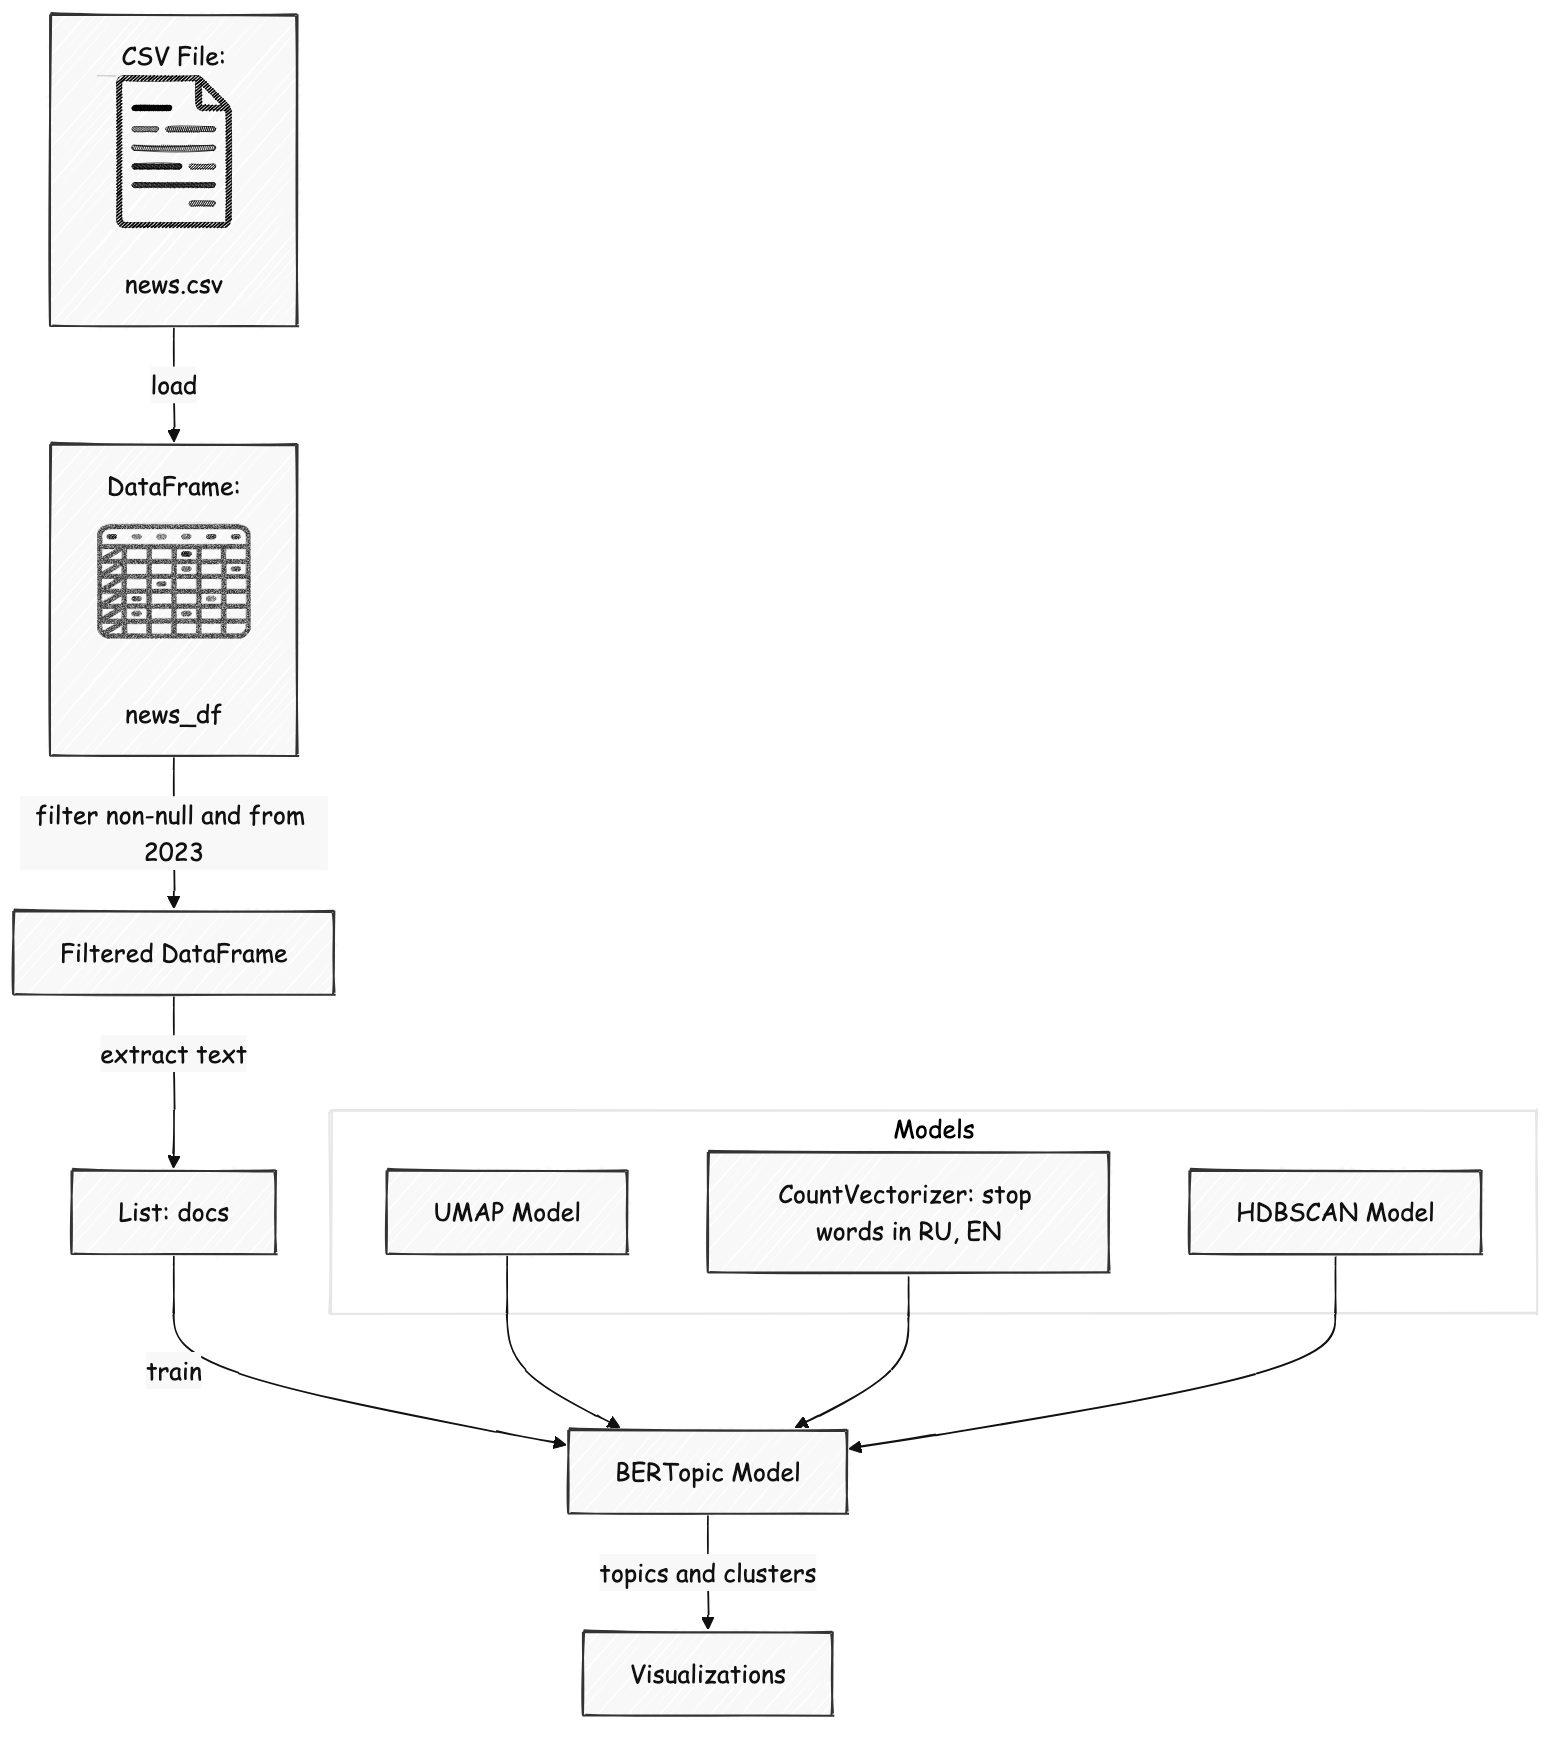 CSV File:
news.csv
load
DataFrame:
news_df
filter non-null and from
2023
Filtered DataFrame
extract text
Models
List: docs
UMAP Model
CountVectorizer: stop
words in RU, EN
HDBSCAN Model
train
BERTopic Model
topics and clusters
Visualizations